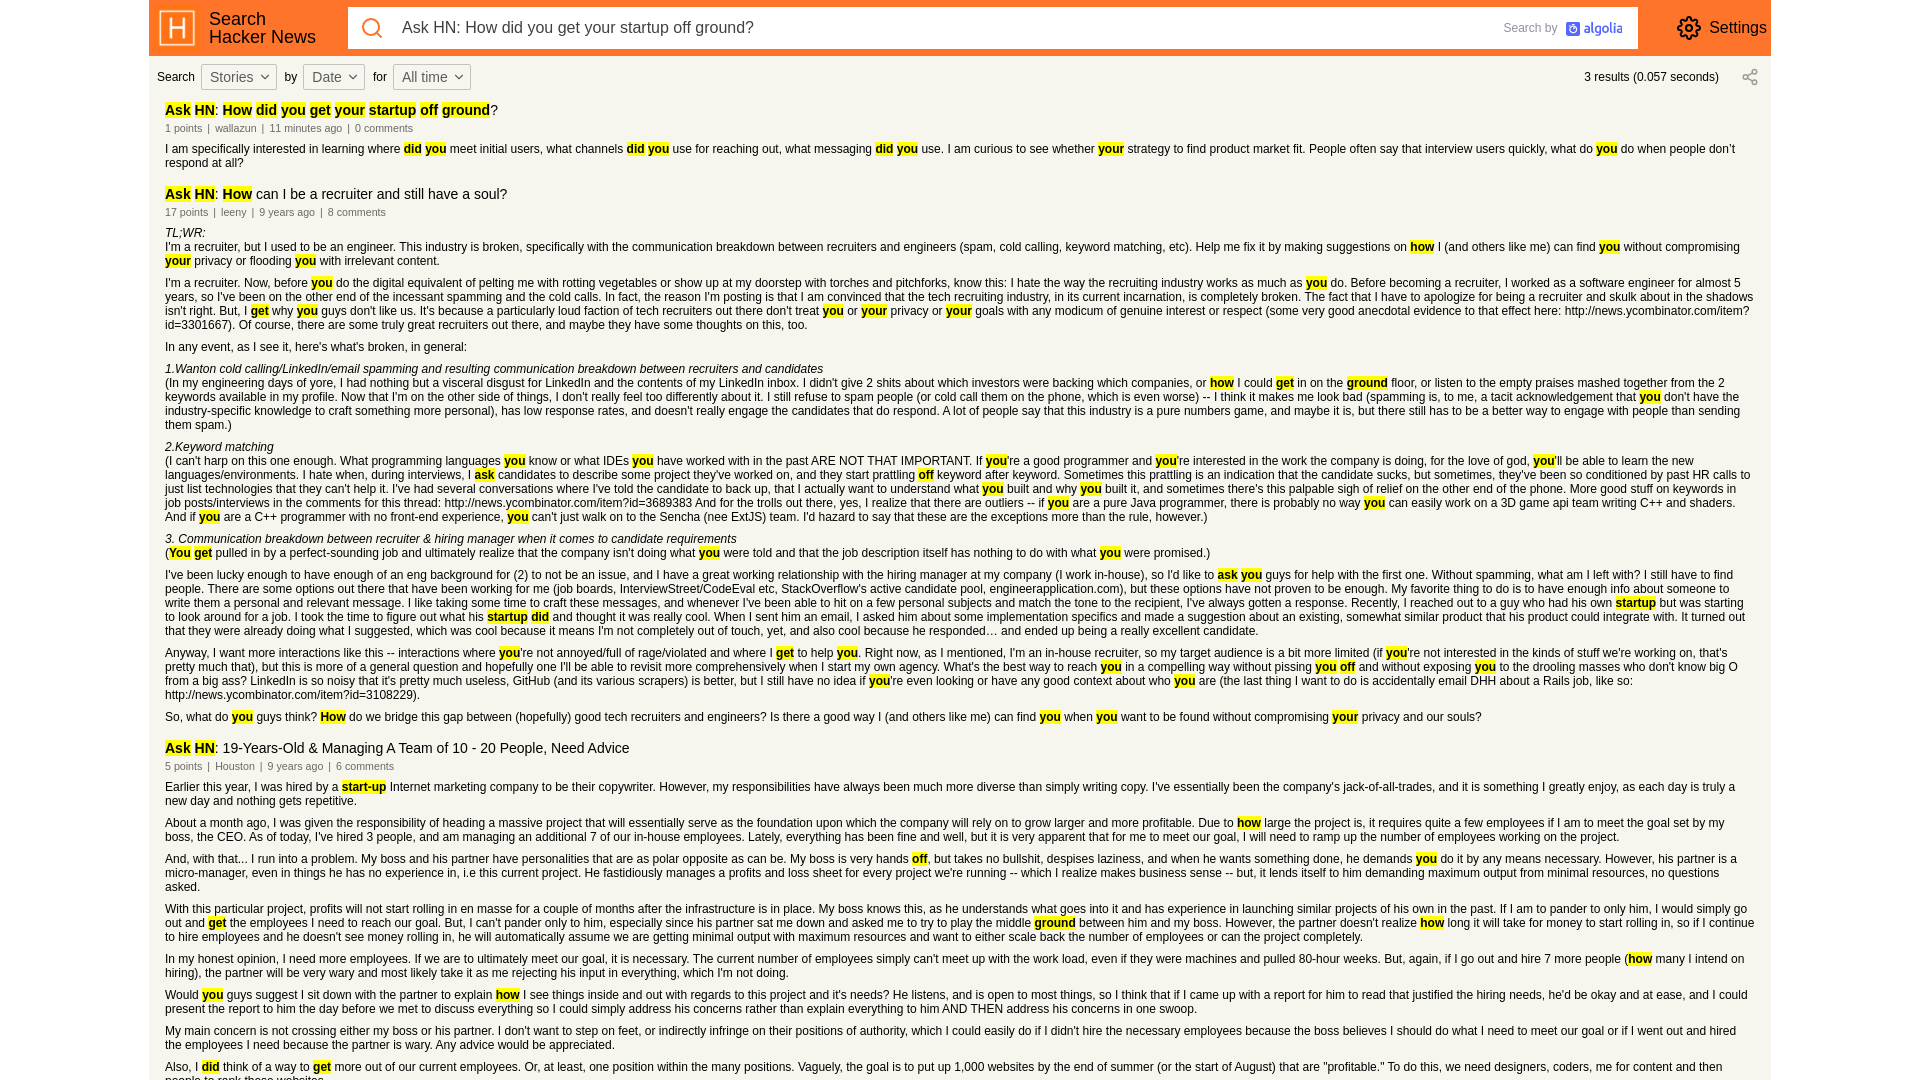 Search
Hacker News
Ask HN: How did you get your startup off ground?
Search by algolia
Settings
Search Stories by Date for All time 3 results (0.057 seconds)
Ask HN: How did you get your startup off ground?
1 points | wallazun | 11 minutes ago | 0 comments
I am specifically interested in learning where did you meet initial users, what channels did you use for reaching out, what messaging did you use. I am curious to see whether your strategy to find product market fit. People often say that interview users quickly, what do you do when people don't
respond at all?
Ask HN: How can I be a recruiter and still have a soul?
17 points | leeny | 9 years ago | 8 comments
TL;WR:
I'm a recruiter, but I used to be an engineer. This industry is broken, specifically with the communication breakdown between recruiters and engineers (spam, cold calling, keyword matching, etc). Help me fix it by making suggestions on how I (and others like me) can find you without compromising
your privacy or flooding you with irrelevant content.
I'm a recruiter. Now, before you do the digital equivalent of pelting me with rotting vegetables or show up at my doorstep with torches and pitchforks, know this: I hate the way the recruiting industry works as much as you do. Before becoming a recruiter, I worked as a software engineer for almost 5
years, so I've been on the other end of the incessant spamming and the cold calls. In fact, the reason I'm posting is that I am convinced that the tech recruiting industry, in its current incarnation, is completely broken. The fact that I have to apologize for being a recruiter and skulk about in the shadows
isn't right. But, I get why you guys don't like us. It's because a particularly loud faction of tech recruiters out there don't treat you or your privacy or your goals with any modicum of genuine interest or respect (some very good anecdotal evidence to that effect here: http://news.ycombinator.com/item?
id=3301667). Of course, there are some truly great recruiters out there, and maybe they have some thoughts on this, too.
In any event, as I see it, here's what's broken, in general:
1.Wanton cold calling/LinkedIn/email spamming and resulting communication breakdown between recruiters and candidates
(In my engineering days of yore, I had nothing but a visceral disgust for LinkedIn and the contents of my LinkedIn inbox. I didn't give 2 shits about which investors were backing which companies, or how I could get in on the ground floor, or listen to the empty praises mashed together from the 2
keywords available in my profile. Now that I'm on the other side of things, I don't really feel too differently about it. I still refuse to spam people (or cold call them on the phone, which is even worse) -- I think it makes me look bad (spamming is, to me, a tacit acknowledgement that you don't have the
industry-specific knowledge to craft something more personal), has low response rates, and doesn't really engage the candidates that do respond. A lot of people say that this industry is a pure numbers game, and maybe it is, but there still has to be a better way to engage with people than sending
them spam.)
2.Keyword matching
(I can't harp on this one enough. What programming languages you know or what IDEs you have worked with in the past ARE NOT THAT IMPORTANT. If you're a good programmer and you're interested in the work the company is doing, for the love of god, you'll be able to learn the new
languages/environments. I hate when, during interviews, I ask candidates to describe some project they've worked on, and they start prattling off keyword after keyword. Sometimes this prattling is an indication that the candidate sucks, but sometimes, they've been so conditioned by past HR calls to
just list technologies that they can't help it. I've had several conversations where I've told the candidate to back up, that I actually want to understand what you built and why you built it, and sometimes there's this palpable sigh of relief on the other end of the phone. More good stuff on keywords in
job posts/interviews in the comments for this thread: http://news.ycombinator.com/item?id=3689383 And for the trolls out there, yes, I realize that there are outliers -- if you are a pure Java programmer, there is probably no way you can easily work on a 3D game api team writing C++ and shaders.
And if you are a C++ programmer with no front-end experience, you can't just walk on to the Sencha (nee ExtJS) team. I'd hazard to say that these are the exceptions more than the rule, however.)
3. Communication breakdown between recruiter & hiring manager when it comes to candidate requirements
(You get pulled in by a perfect-sounding job and ultimately realize that the company isn't doing what you were told and that the job description itself has nothing to do with what you were promised.)
I've been lucky enough to have enough of an eng background for (2) to not be an issue, and I have a great working relationship with the hiring manager at my company (I work in-house), so I'd like to ask you guys for help with the first one. Without spamming, what am I left with? I still have to find
people. There are some options out there that have been working for me (job boards, InterviewStreet/CodeEval etc, StackOverflow's active candidate pool, engineerapplication.com), but these options have not proven to be enough. My favorite thing to do is to have enough info about someone to
write them a personal and relevant message. I like taking some time to craft these messages, and whenever I've been able to hit on a few personal subjects and match the tone to the recipient, I've always gotten a response. Recently, I reached out to a guy who had his own startup but was starting
to look around for a job. I took the time to figure out what his startup did and thought it was really cool. When I sent him an email, I asked him about some implementation specifics and made a suggestion about an existing, somewhat similar product that his product could integrate with. It turned out
that they were already doing what I suggested, which was cool because it means I'm not completely out of touch, yet, and also cool because he responded… and ended up being a really excellent candidate.
Anyway, I want more interactions like this -- interactions where you're not annoyed/full of rage/violated and where I get to help you. Right now, as I mentioned, I'm an in-house recruiter, so my target audience is a bit more limited (if you're not interested in the kinds of stuff we're working on, that's
pretty much that), but this is more of a general question and hopefully one I'll be able to revisit more comprehensively when I start my own agency. What's the best way to reach you in a compelling way without pissing you off and without exposing you to the drooling masses who don't know big O
from a big ass? LinkedIn is so noisy that it's pretty much useless, GitHub (and its various scrapers) is better, but I still have no idea if you're even looking or have any good context about who you are (the last thing I want to do is accidentally email DHH about a Rails job, like so:
http://news.ycombinator.com/item?id=3108229).
So, what do you guys think? How do we bridge this gap between (hopefully) good tech recruiters and engineers? Is there a good way I (and others like me) can find you when you want to be found without compromising your privacy and our souls?
Ask HN: 19-Years-Old & Managing A Team of 10 - 20 People, Need Advice
5 points | Houston | 9 years ago | 6 comments
Earlier this year, I was hired by a start-up Internet marketing company to be their copywriter. However, my responsibilities have always been much more diverse than simply writing copy. I've essentially been the company's jack-of-all-trades, and it is something I greatly enjoy, as each day is truly a
new day and nothing gets repetitive.
About a month ago, I was given the responsibility of heading a massive project that will essentially serve as the foundation upon which the company will rely on to grow larger and more profitable. Due to how large the project is, it requires quite a few employees if I am to meet the goal set by my
boss, the CEO. As of today, I've hired 3 people, and am managing an additional 7 of our in-house employees. Lately, everything has been fine and well, but it is very apparent that for me to meet our goal, I will need to ramp up the number of employees working on the project.
And, with that... I run into a problem. My boss and his partner have personalities that are as polar opposite as can be. My boss is very hands off, but takes no bullshit, despises laziness, and when he wants something done, he demands you do it by any means necessary. However, his partner is a
micro-manager, even in things he has no experience in, i.e this current project. He fastidiously manages a profits and loss sheet for every project we're running -- which I realize makes business sense -- but, it lends itself to him demanding maximum output from minimal resources, no questions
asked.
With this particular project, profits will not start rolling in en masse for a couple of months after the infrastructure is in place. My boss knows this, as he understands what goes into it and has experience in launching similar projects of his own in the past. If I am to pander to only him, I would simply go
out and get the employees I need to reach our goal. But, I can't pander only to him, especially since his partner sat me down and asked me to try to play the middle ground between him and my boss. However, the partner doesn't realize how long it will take for money to start rolling in, so if I continue
to hire employees and he doesn't see money rolling in, he will automatically assume we are getting minimal output with maximum resources and want to either scale back the number of employees or can the project completely.
In my honest opinion, I need more employees. If we are to ultimately meet our goal, it is necessary. The current number of employees simply can't meet up with the work load, even if they were machines and pulled 80-hour weeks. But, again, if I go out and hire 7 more people (how many I intend on
hiring), the partner will be very wary and most likely take it as me rejecting his input in everything, which I'm not doing.
Would you guys suggest I sit down with the partner to explain how I see things inside and out with regards to this project and it's needs? He listens, and is open to most things, so I think that if I came up with a report for him to read that justified the hiring needs, he'd be okay and at ease, and I could
present the report to him the day before we met to discuss everything so I could simply address his concerns rather than explain everything to him AND THEN address his concerns in one swoop.
My main concern is not crossing either my boss or his partner. I don't want to step on feet, or indirectly infringe on their positions of authority, which I could easily do if I didn't hire the necessary employees because the boss believes I should do what I need to meet our goal or if I went out and hired
the employees I need because the partner is wary. Any advice would be appreciated.
Also, I did think of a way to get more out of our current employees. Or, at least, one position within the many positions. Vaguely, the goal is to put up 1,000 websites by the end of summer (or the start of August) that are "profitable." To do this, we need designers, coders, me for content and then
people to rank these websites.